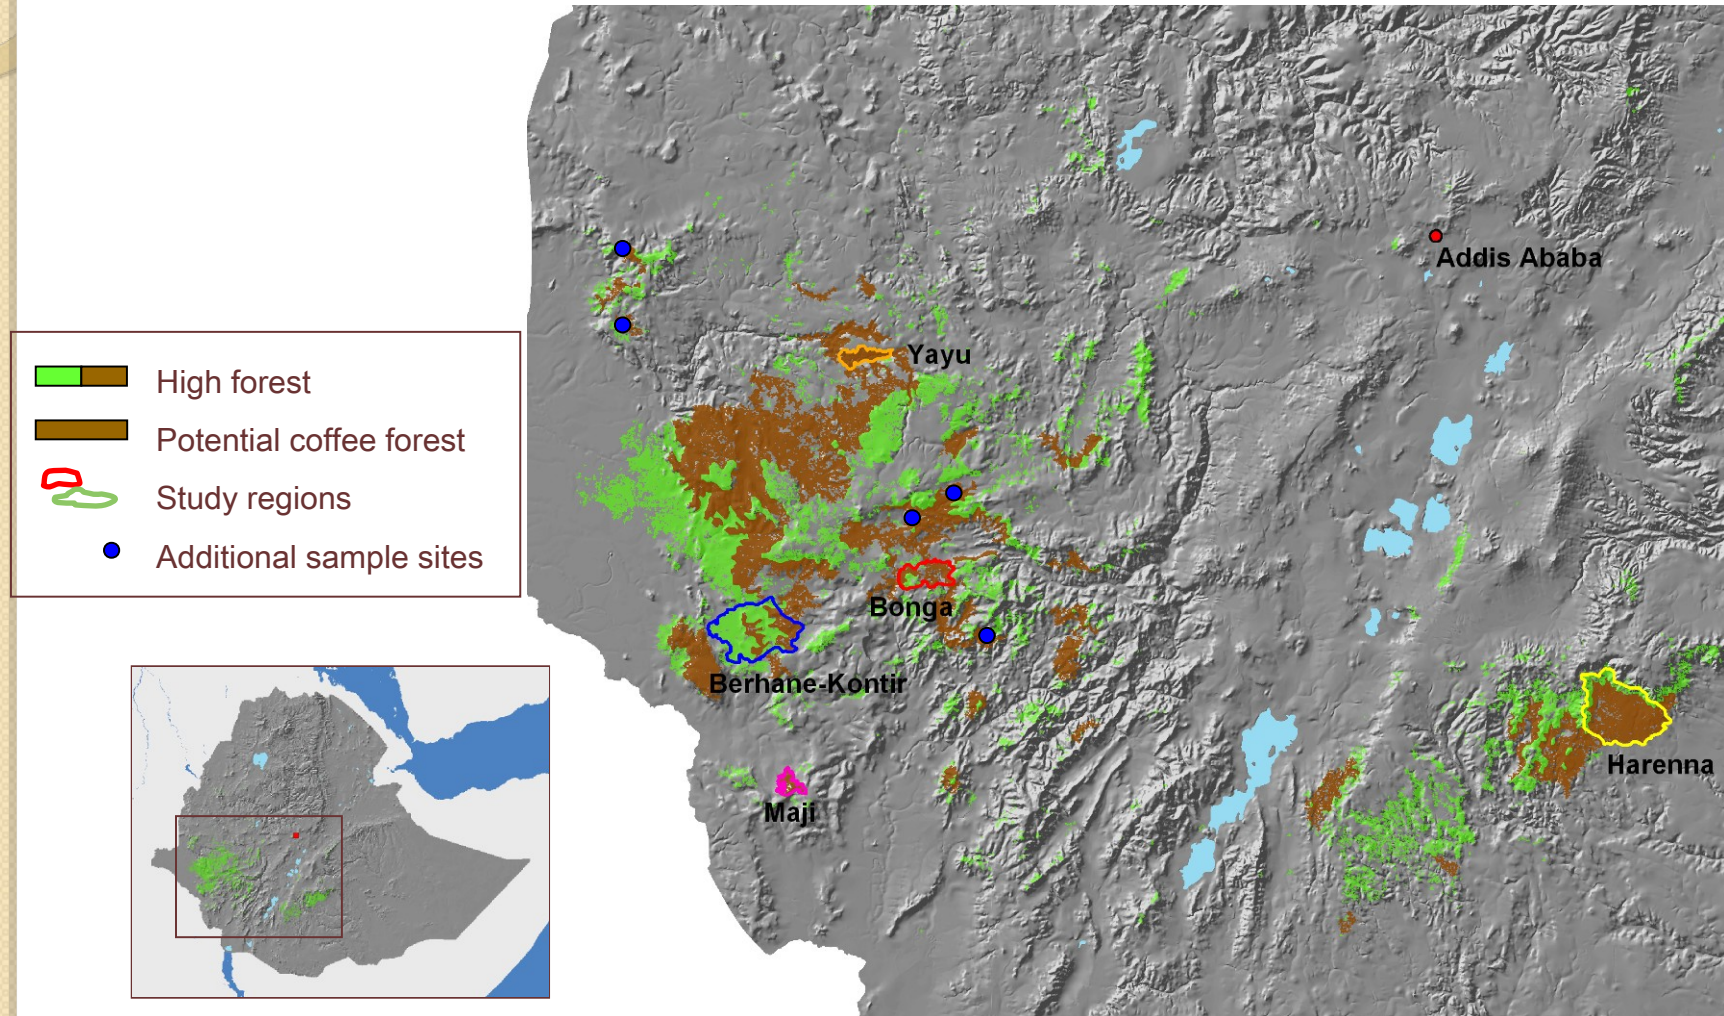 Addis Ababa
Yayu
High forest
Potential coffee forest
Study regions
Additional sample sites
Bonga
Berhane-Kontir
Harenna
Maji